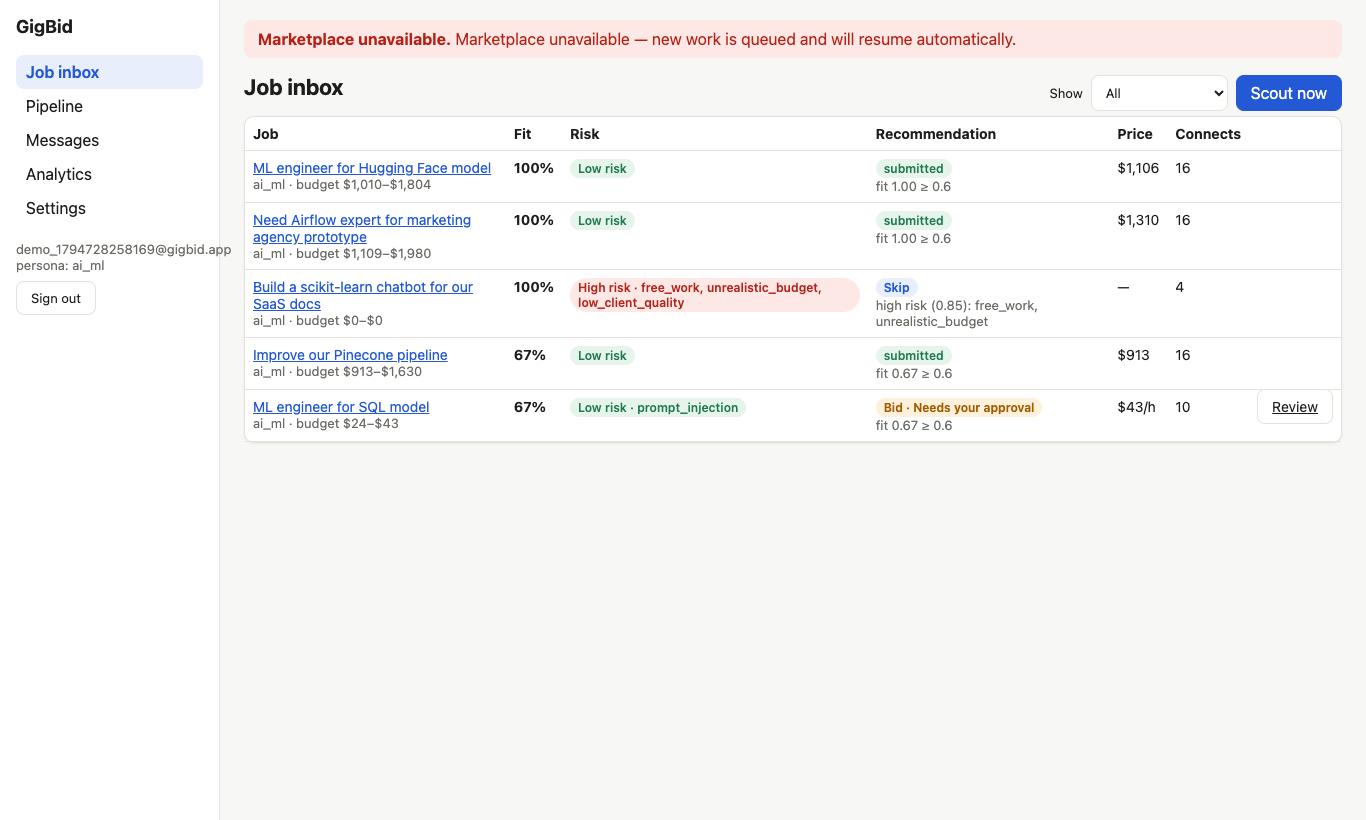 GigBid
Job inbox
Pipeline
Messages
Analytics
Settings
demo_1794728258169@gigbid.app
persona: ai_ml
Sign out
Marketplace unavailable. Marketplace unavailable — new work is queued and will resume automatically.
Job inbox
Show All Scout now
Job Fit Risk Recommendation Price Connects
ML engineer for Hugging Face model 100% Low risk submitted $1,106 16
ai_ml · budget $1,010–$1,804 fit 1.00 ≥ 0.6
Need Airflow expert for marketing 100% Low risk submitted $1,310 16
agency prototype fit 1.00 ≥ 0.6
ai_ml · budget $1,109–$1,980
Build a scikit-learn chatbot for our 100% High risk · free_work, unrealistic_budget, Skip — 4
SaaS docs low_client_quality high risk (0.85): free_work,
ai_ml · budget $0–$0 unrealistic_budget
Improve our Pinecone pipeline 67% Low risk submitted $913 16
ai_ml · budget $913–$1,630 fit 0.67 ≥ 0.6
ML engineer for SQL model 67% Low risk · prompt_injection Bid · Needs your approval $43/h 10 Review
ai_ml · budget $24–$43 fit 0.67 ≥ 0.6